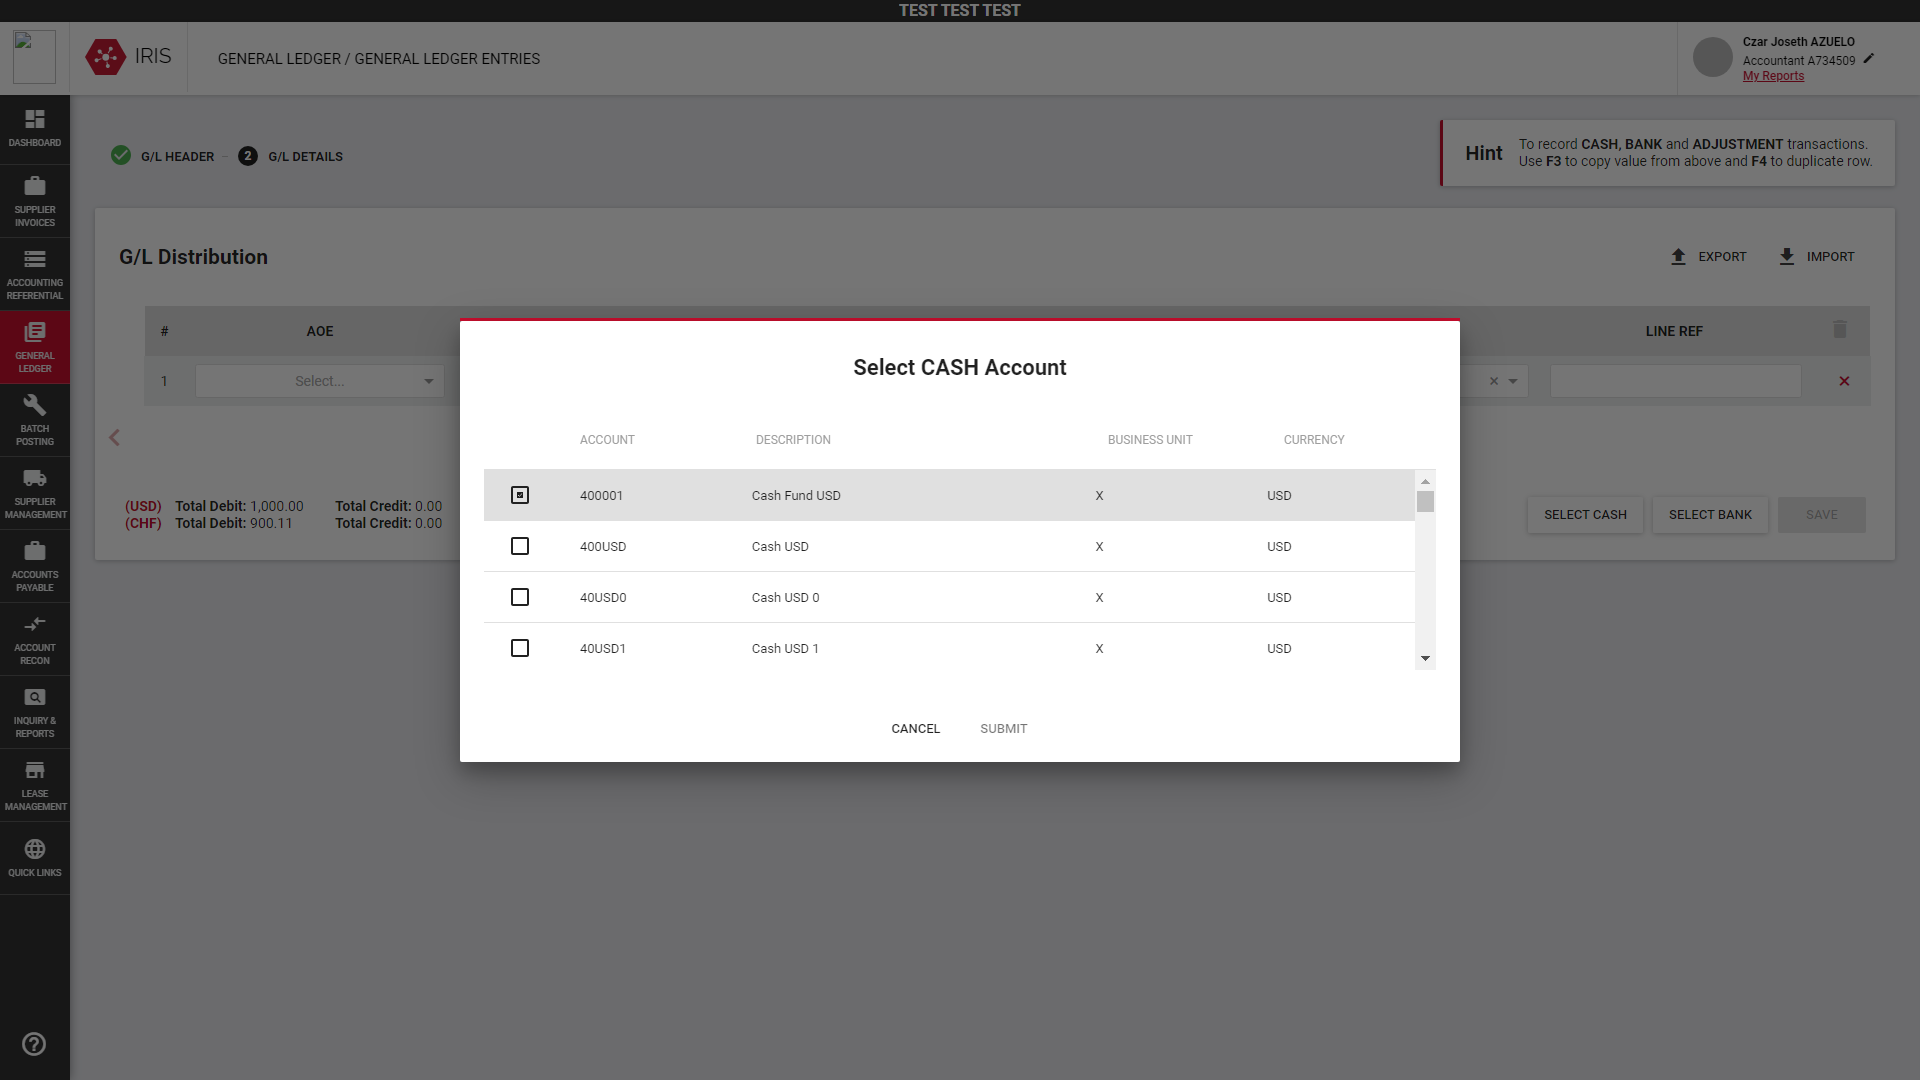 TEST TEST TEST
IRIS
GENERAL LEDGER / GENERAL LEDGER ENTRIES
Czar Joseth AZUELO
Accountant A734509
My Reports
DASHBOARD
SUPPLIER
INVOICES
ACCOUNTING
REFERENTIAL
GENERAL
LEDGER
BATCH
POSTING
SUPPLIER
MANAGEMENT
ACCOUNTS
PAYABLE
ACCOUNT
RECON
INQUIRY &
REPORTS
LEASE
MANAGEMENT
QUICK LINKS
G/L HEADER
2 G/L DETAILS
Hint
To record CASH, BANK and ADJUSTMENT transactions.
Use F3 to copy value from above and F4 to duplicate row.
G/L Distribution
EXPORT
IMPORT
# AOE LINE REF
1 Select...
(USD) Total Debit: 1,000.00 Total Credit: 0.00
(CHF) Total Debit: 900.11 Total Credit: 0.00
SELECT CASH
SELECT BANK
SAVE
Select CASH Account
ACCOUNT DESCRIPTION BUSINESS UNIT CURRENCY
400001 Cash Fund USD X USD
400USD Cash USD X USD
40USD0 Cash USD 0 X USD
40USD1 Cash USD 1 X USD
CANCEL
SUBMIT